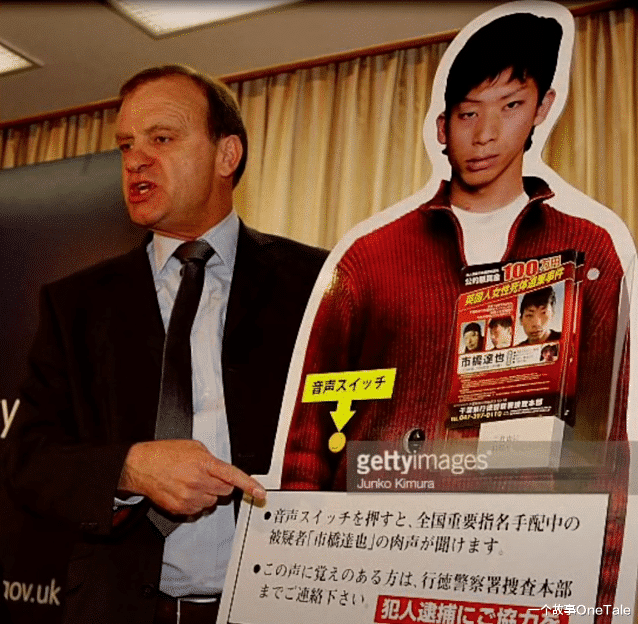 公的懸賞金 100万円
英国人女性死体遺棄事件
市橋達也
千葉県行徳警察署捜査本部
TEL 047-397-0110
音声スイッチ
y
gettyimages®
Junko Kimura
●音声スイッチを押すと、全国重要指名手配中の
被疑者「市橋達也」の肉声が聞けます。
●この声に覚えのある方は、行徳警察署捜査本部
までご連絡下さい。
gov.uk
犯人逮捕にご協力を
一个故事OneTale